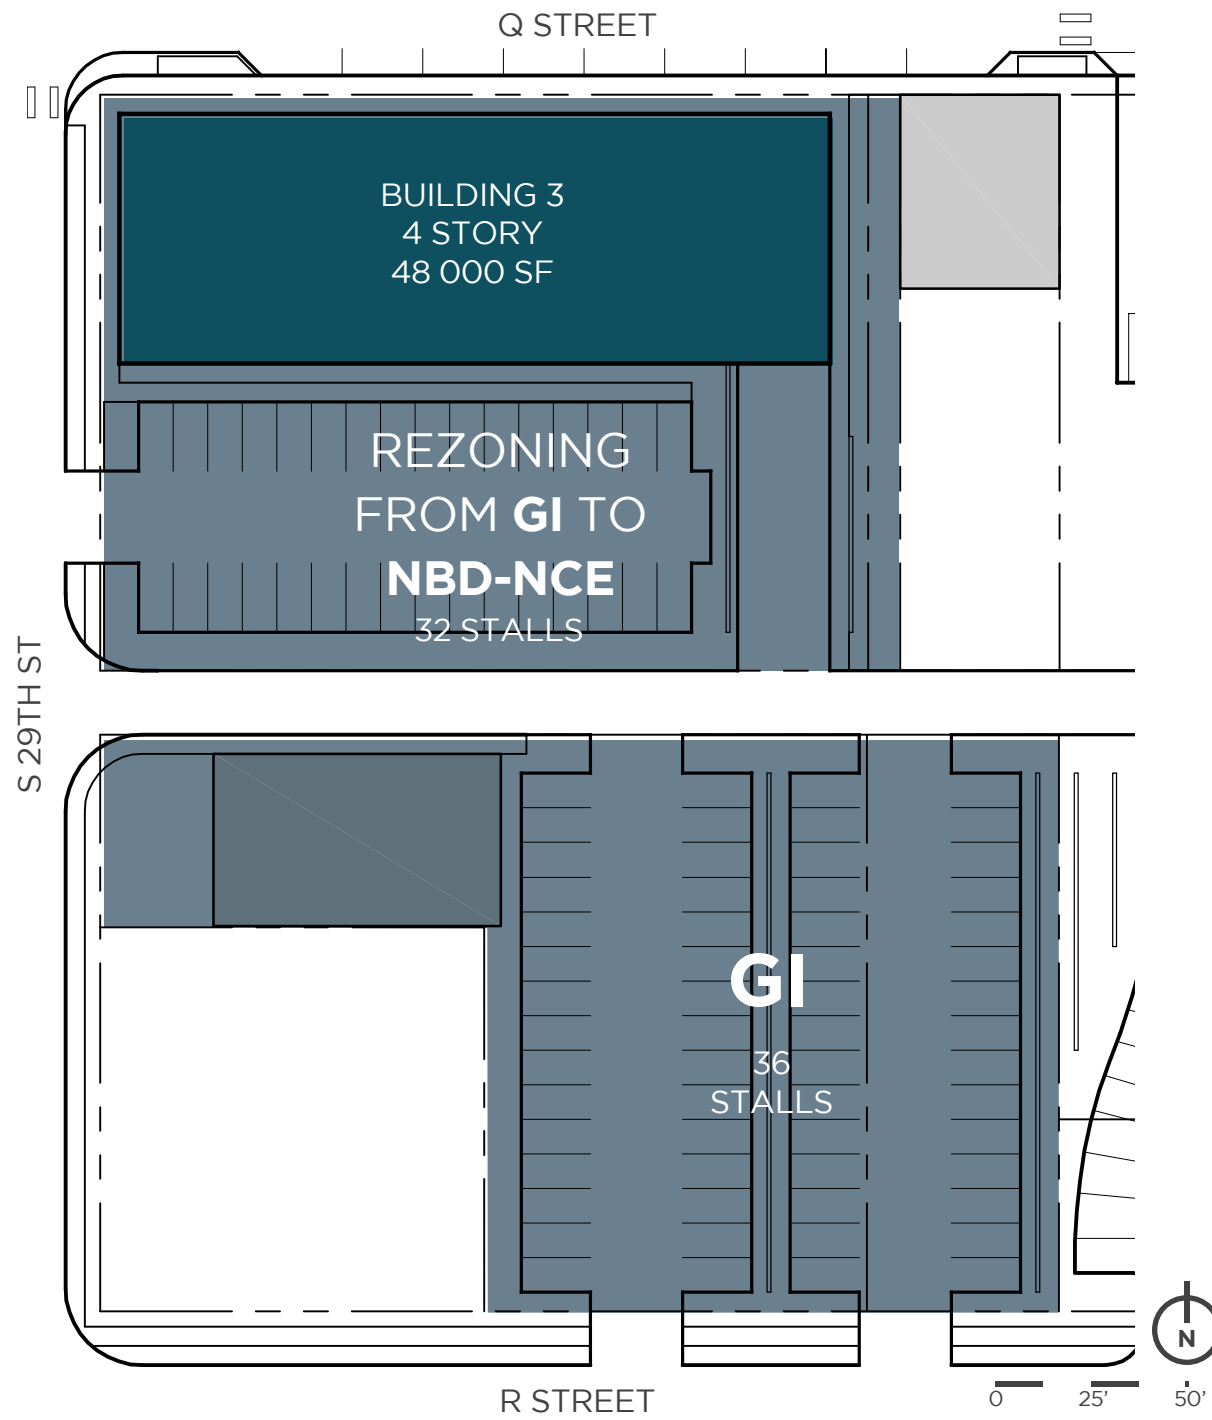 Q STREET
BUILDING 3
4 STORY
48 000 SF
REZONING
FROM GI TO
NBD-NCE
32 STALLS
S 29TH ST
GI
36
STALLS
N
R STREET
0 25' 50'